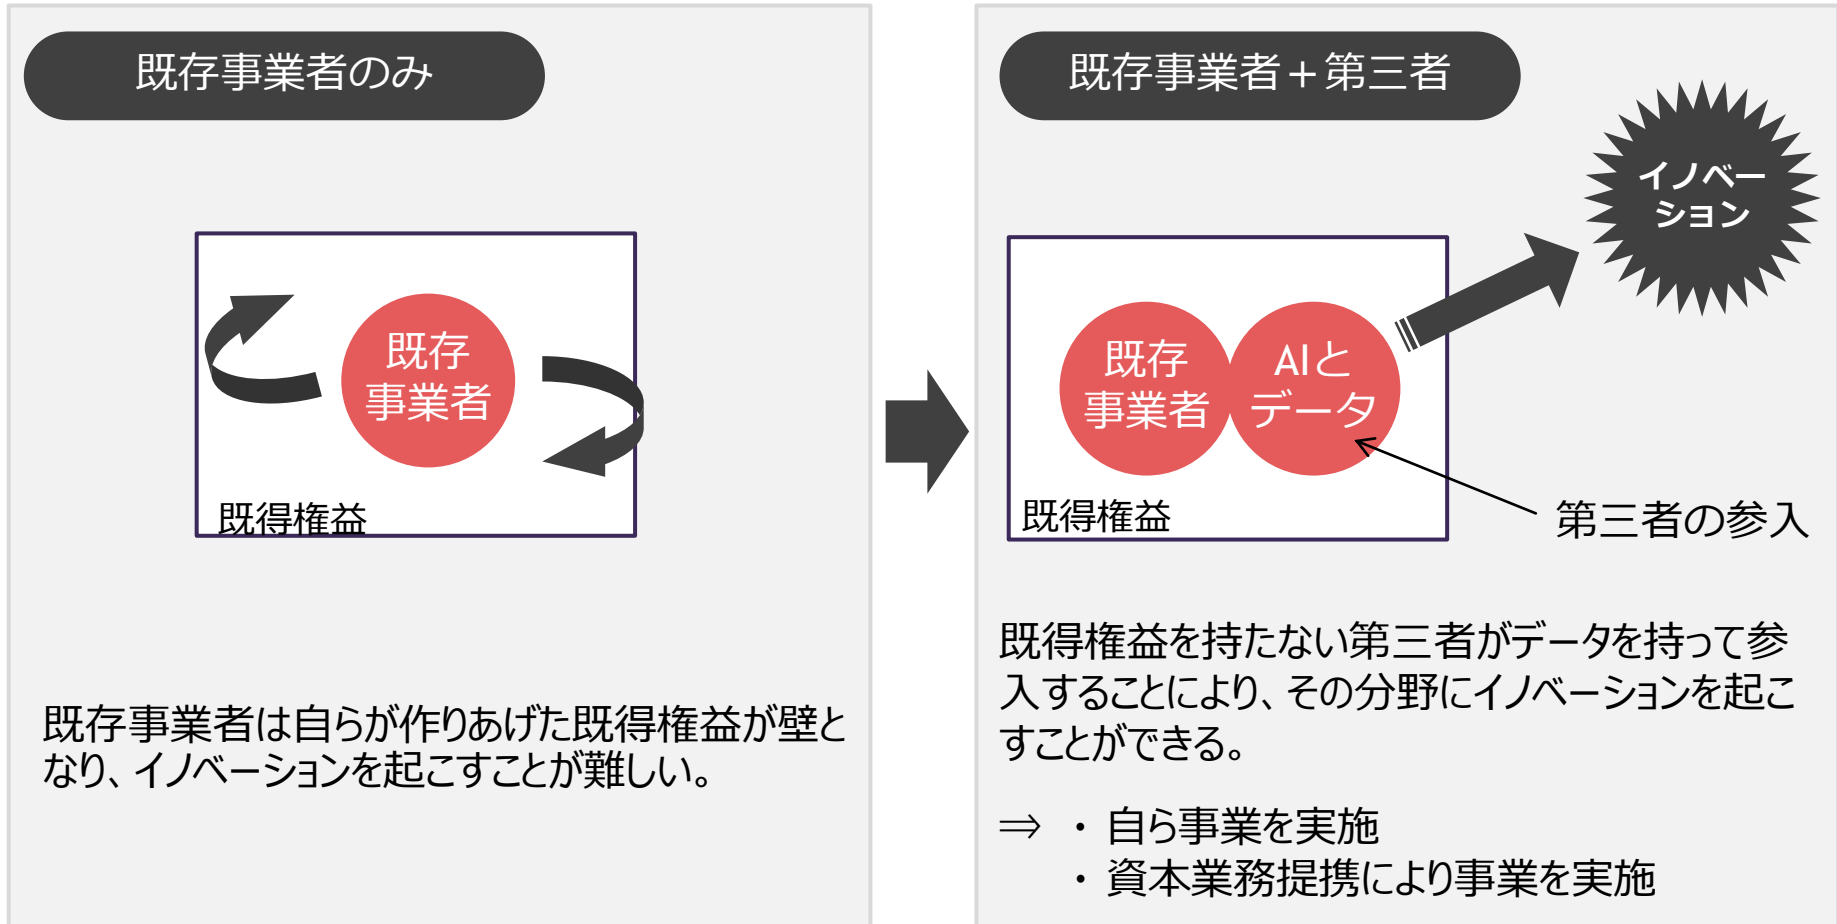 既存事業者のみ
既存
事業者
既得権益
既存事業者は自らが作りあげた既得権益が壁と
なり、イノベーションを起こすことが難しい。
既存事業者+第三者
イノベー
ション
既存
事業者
AIと
データ
既得権益
第三者の参入
既得権益を持たない第三者がデータを持って参
入することにより、その分野にイノベーションを起こ
すことができる。
⇒ ・ 自ら事業を実施
・ 資本業務提携により事業を実施